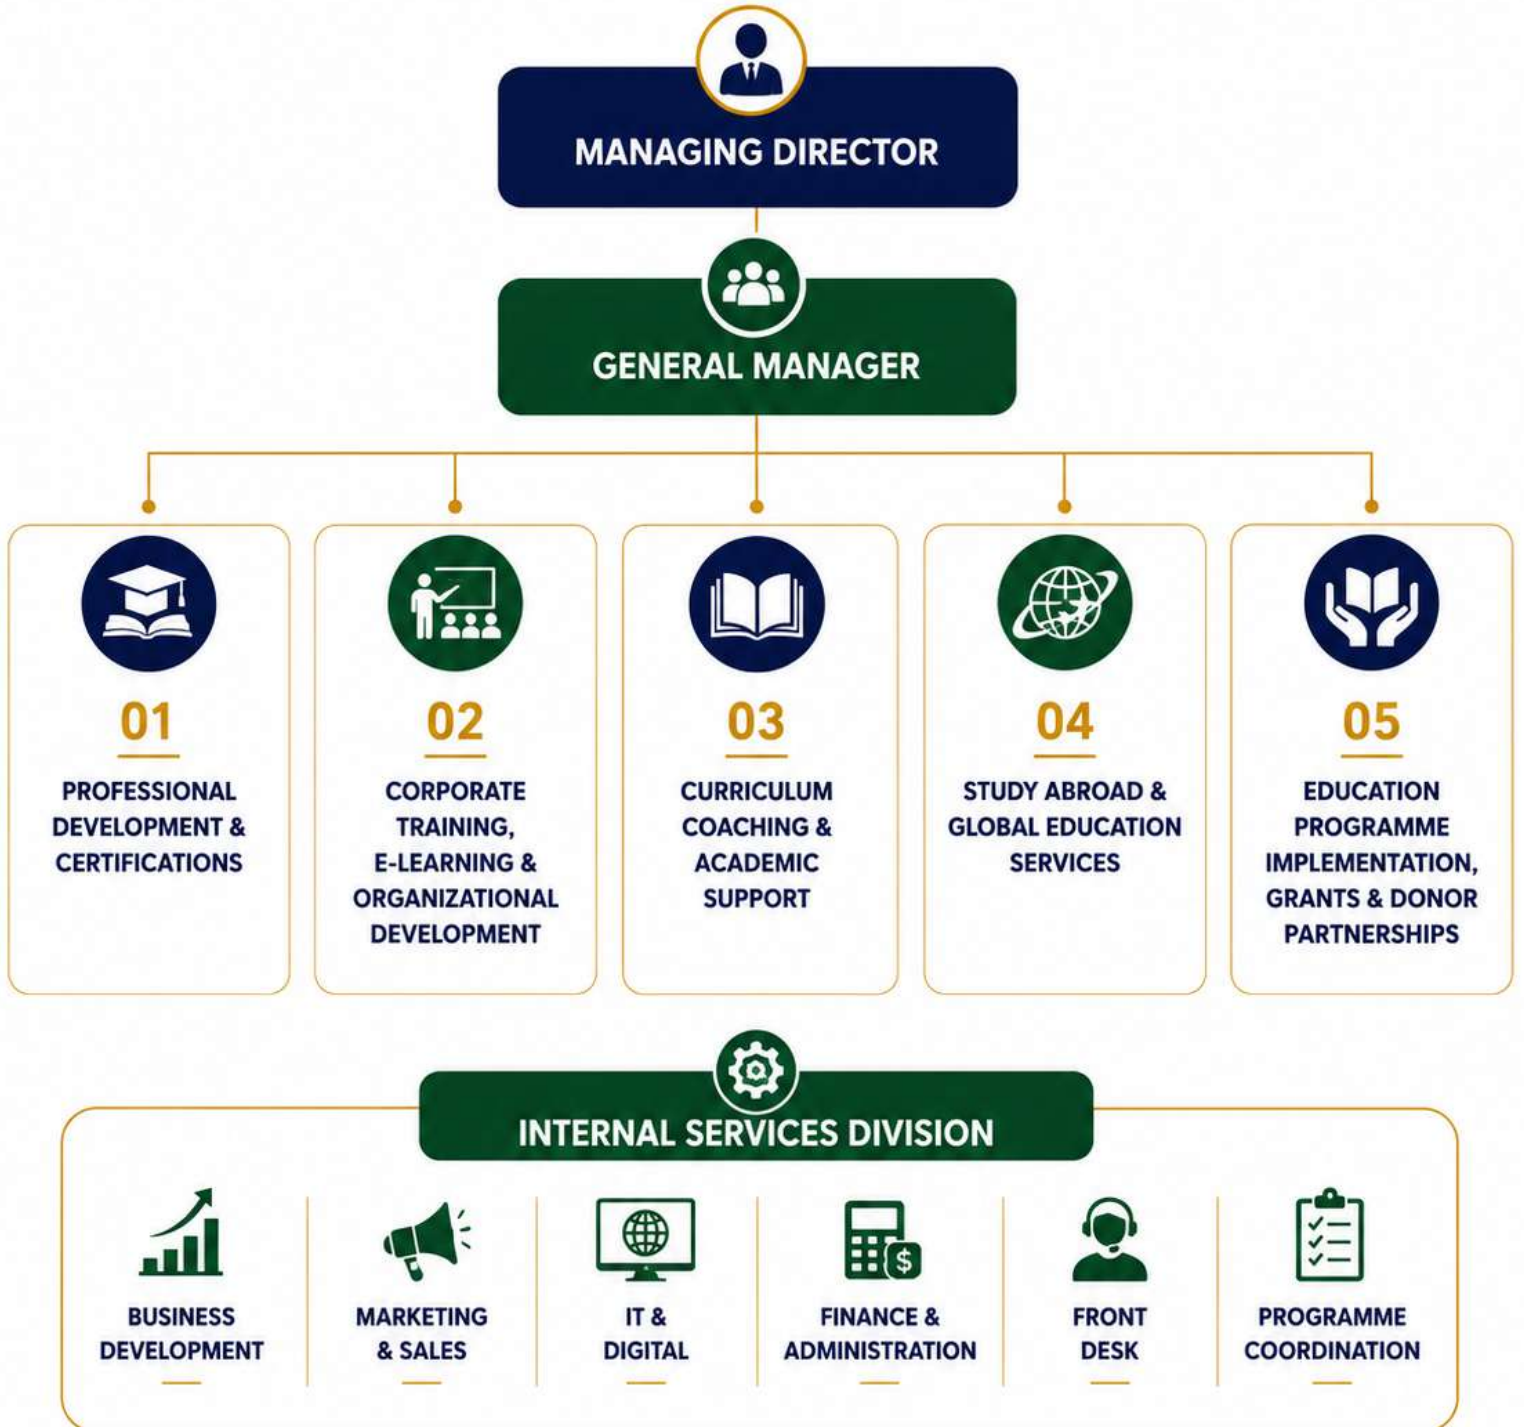 MANAGING DIRECTOR
GENERAL MANAGER
01
PROFESSIONAL
DEVELOPMENT &
CERTIFICATIONS
02
CORPORATE
TRAINING,
E-LEARNING &
ORGANIZATIONAL
DEVELOPMENT
03
CURRICULUM
COACHING &
ACADEMIC
SUPPORT
04
STUDY ABROAD &
GLOBAL EDUCATION
SERVICES
05
EDUCATION
PROGRAMME
IMPLEMENTATION,
GRANTS & DONOR
PARTNERSHIPS
INTERNAL SERVICES DIVISION
BUSINESS
DEVELOPMENT
MARKETING
& SALES
IT &
DIGITAL
$
FINANCE &
ADMINISTRATION
FRONT
DESK
PROGRAMME
COORDINATION